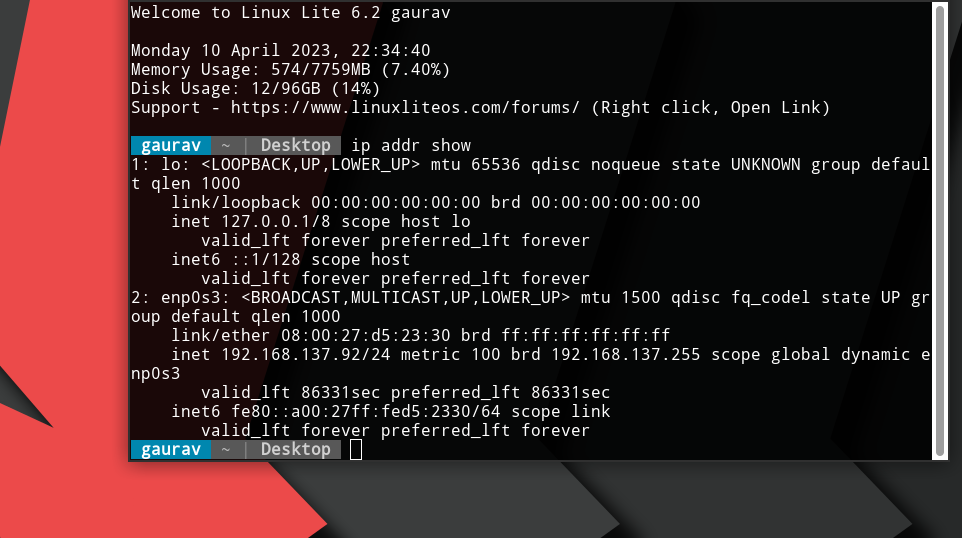 Welcome to Linux Lite 6.2 gaurav
Monday 10 April 2023, 22:34:40
Memory Usage: 574/7759MB (7.40%)
Disk Usage: 12/96GB (14%)
Support - https://www.linuxliteos.com/forums/ (Right click, Open Link)
gaurav ~ | Desktop ip addr show
1: lo: <LOOPBACK,UP,LOWER_UP> mtu 65536 qdisc noqueue state UNKNOWN group defaul
t qlen 1000
    link/loopback 00:00:00:00:00:00 brd 00:00:00:00:00:00
    inet 127.0.0.1/8 scope host lo
       valid_lft forever preferred_lft forever
    inet6 ::1/128 scope host
       valid_lft forever preferred_lft forever
2: enp0s3: <BROADCAST,MULTICAST,UP,LOWER_UP> mtu 1500 qdisc fq_codel state UP gr
oup default qlen 1000
    link/ether 08:00:27:d5:23:30 brd ff:ff:ff:ff:ff:ff
    inet 192.168.137.92/24 metric 100 brd 192.168.137.255 scope global dynamic e
np0s3
       valid_lft 86331sec preferred_lft 86331sec
    inet6 fe80::a00:27ff:fed5:2330/64 scope link
       valid_lft forever preferred_lft forever
gaurav ~ | Desktop